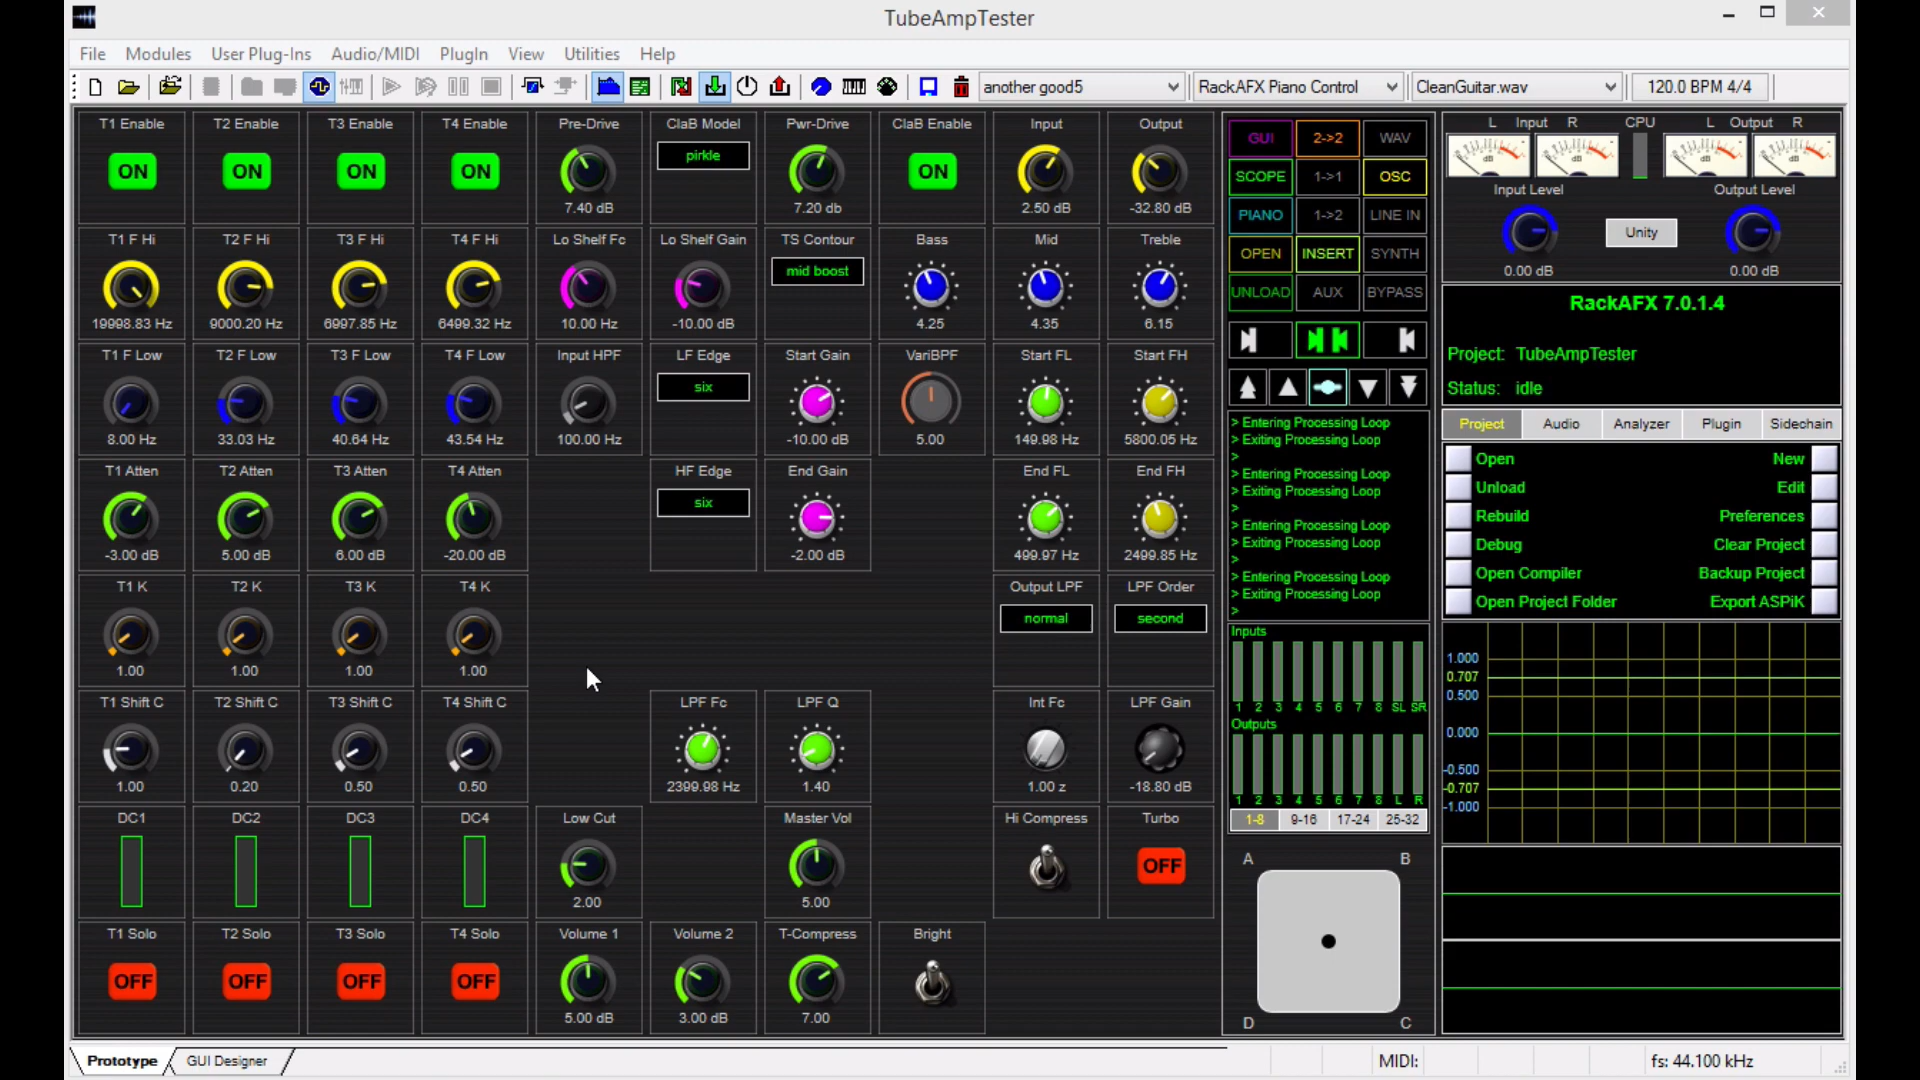 TubeAmpTester
File Modules User Plug-Ins Audio/MIDI PlugIn View Utilities Help
another good5 RackAFX Piano Control CleanGuitar.wav 120.0 BPM 4/4
T1 Enable T2 Enable T3 Enable T4 Enable Pre-Drive ClaB Model Pwr-Drive ClaB Enable Input Output
ON ON ON ON pirkle ON
7.40 dB 7.20 db 2.50 dB -32.80 dB
T1 F Hi T2 F Hi T3 F Hi T4 F Hi Lo Shelf Fc Lo Shelf Gain TS Contour Bass Mid Treble
mid boost
19998.83 Hz 9000.20 Hz 6997.85 Hz 6499.32 Hz 10.00 Hz -10.00 dB 4.25 4.35 6.15
T1 F Low T2 F Low T3 F Low T4 F Low Input HPF LF Edge Start Gain VariBPF Start FL Start FH
six
8.00 Hz 33.03 Hz 40.64 Hz 43.54 Hz 100.00 Hz -10.00 dB 5.00 149.98 Hz 5800.05 Hz
T1 Atten T2 Atten T3 Atten T4 Atten HF Edge End Gain End FL End FH
six
-3.00 dB 5.00 dB 6.00 dB -20.00 dB -2.00 dB 499.97 Hz 2499.85 Hz
T1 K T2 K T3 K T4 K Output LPF LPF Order
normal second
1.00 1.00 1.00 1.00
T1 Shift C T2 Shift C T3 Shift C T4 Shift C LPF Fc LPF Q Int Fc LPF Gain
1.00 0.20 0.50 0.50 2399.98 Hz 1.40 1.00 z -18.80 dB
DC1 DC2 DC3 DC4 Low Cut Master Vol Hi Compress Turbo
OFF
2.00 5.00
T1 Solo T2 Solo T3 Solo T4 Solo Volume 1 Volume 2 T-Compress Bright
OFF OFF OFF OFF
5.00 dB 3.00 dB 7.00
GUI 2->2 WAV
SCOPE 1->1 OSC
PIANO 1->2 LINE IN
OPEN INSERT SYNTH
UNLOAD AUX BYPASS
> Entering Processing Loop
> Exiting Processing Loop
>
> Entering Processing Loop
> Exiting Processing Loop
>
> Entering Processing Loop
> Exiting Processing Loop
>
> Entering Processing Loop
> Exiting Processing Loop
>
Inputs
1 2 3 4 5 6 7 8 SL SR
Outputs
1 2 3 4 5 6 7 8 L R
1-8 9-16 17-24 25-32
A B
D C
L Input R CPU L Output R
dB dB dB dB
Input Level Output Level
Unity
0.00 dB 0.00 dB
RackAFX 7.0.1.4
Project: TubeAmpTester
Status: idle
Project Audio Analyzer Plugin Sidechain
Open New
Unload Edit
Rebuild Preferences
Debug Clear Project
Open Compiler Backup Project
Open Project Folder Export ASPiK
1.000
0.707
0.500
0.000
-0.500
-0.707
-1.000
Prototype GUI Designer MIDI: fs: 44.100 kHz